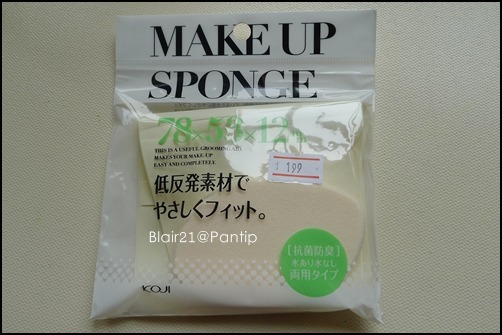 MAKE UP
SPONGE
78×53×12
THIS IS A USEFUL GROOMING AID
MAKES YOUR MAKE-UP
EASY AND COMPLETELY.
199
低反発素材で
やさしくフィット。
Blair21@Pantip
[抗菌防臭]
水あり水なし
両用タイプ
KOJI